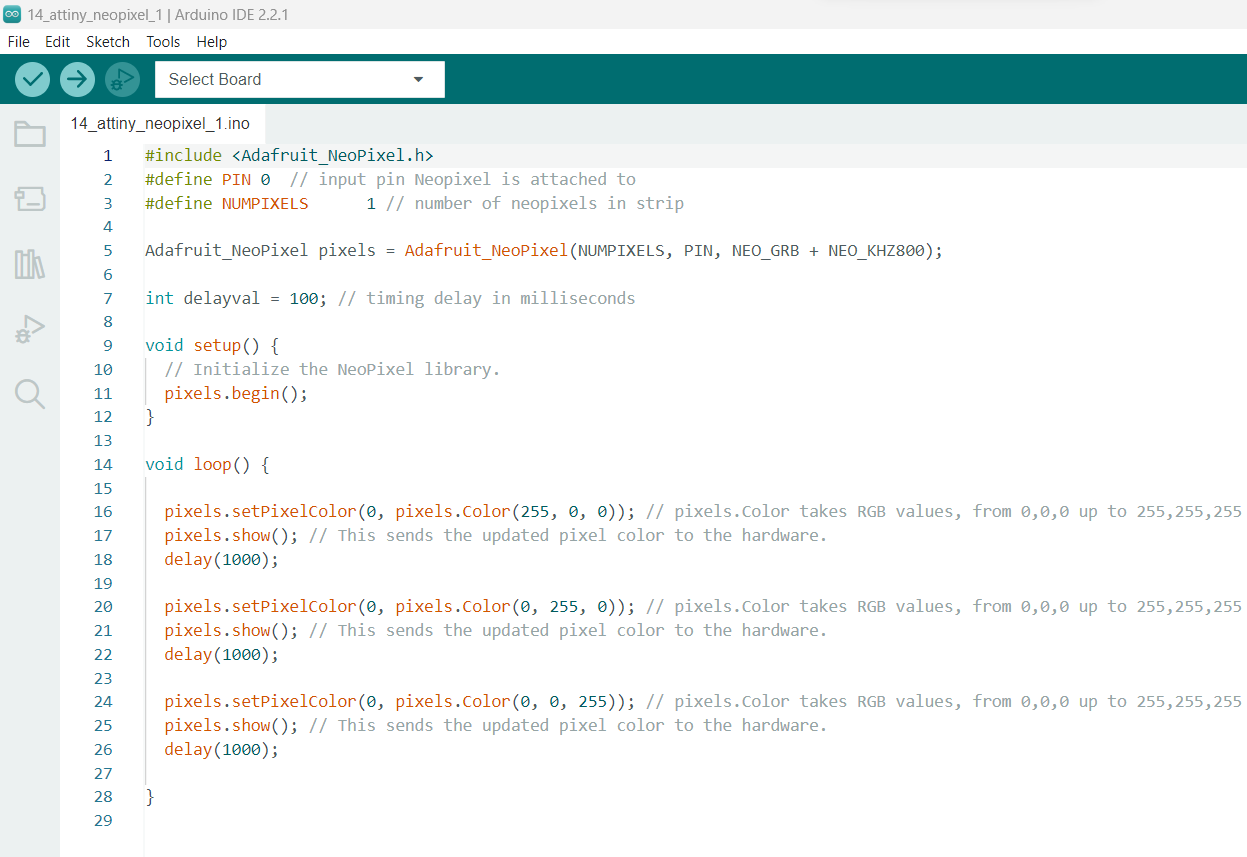 14_attiny_neopixel_1 | Arduino IDE 2.2.1
File Edit Sketch Tools Help
Select Board
14_attiny_neopixel_1.ino
1 #include <Adafruit_NeoPixel.h>
2 #define PIN 0  // input pin Neopixel is attached to
3 #define NUMPIXELS      1 // number of neopixels in strip
4
5 Adafruit_NeoPixel pixels = Adafruit_NeoPixel(NUMPIXELS, PIN, NEO_GRB + NEO_KHZ800);
6
7 int delayval = 100; // timing delay in milliseconds
8
9 void setup() {
10   // Initialize the NeoPixel library.
11   pixels.begin();
12 }
13
14 void loop() {
15
16   pixels.setPixelColor(0, pixels.Color(255, 0, 0)); // pixels.Color takes RGB values, from 0,0,0 up to 255,255,255
17   pixels.show(); // This sends the updated pixel color to the hardware.
18   delay(1000);
19
20   pixels.setPixelColor(0, pixels.Color(0, 255, 0)); // pixels.Color takes RGB values, from 0,0,0 up to 255,255,255
21   pixels.show(); // This sends the updated pixel color to the hardware.
22   delay(1000);
23
24   pixels.setPixelColor(0, pixels.Color(0, 0, 255)); // pixels.Color takes RGB values, from 0,0,0 up to 255,255,255
25   pixels.show(); // This sends the updated pixel color to the hardware.
26   delay(1000);
27
28 }
29